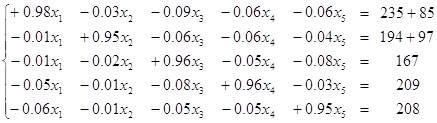 +0.98x₁ −0.03x₂ −0.09x₃ −0.06x₄ −0.06x₅ = 235+85
−0.01x₁ +0.95x₂ −0.06x₃ −0.06x₄ −0.04x₅ = 194+97
−0.01x₁ −0.02x₂ +0.96x₃ −0.05x₄ −0.08x₅ = 167
−0.05x₁ −0.01x₂ −0.08x₃ +0.96x₄ −0.03x₅ = 209
−0.06x₁ −0.01x₂ −0.05x₃ −0.05x₄ +0.95x₅ = 208